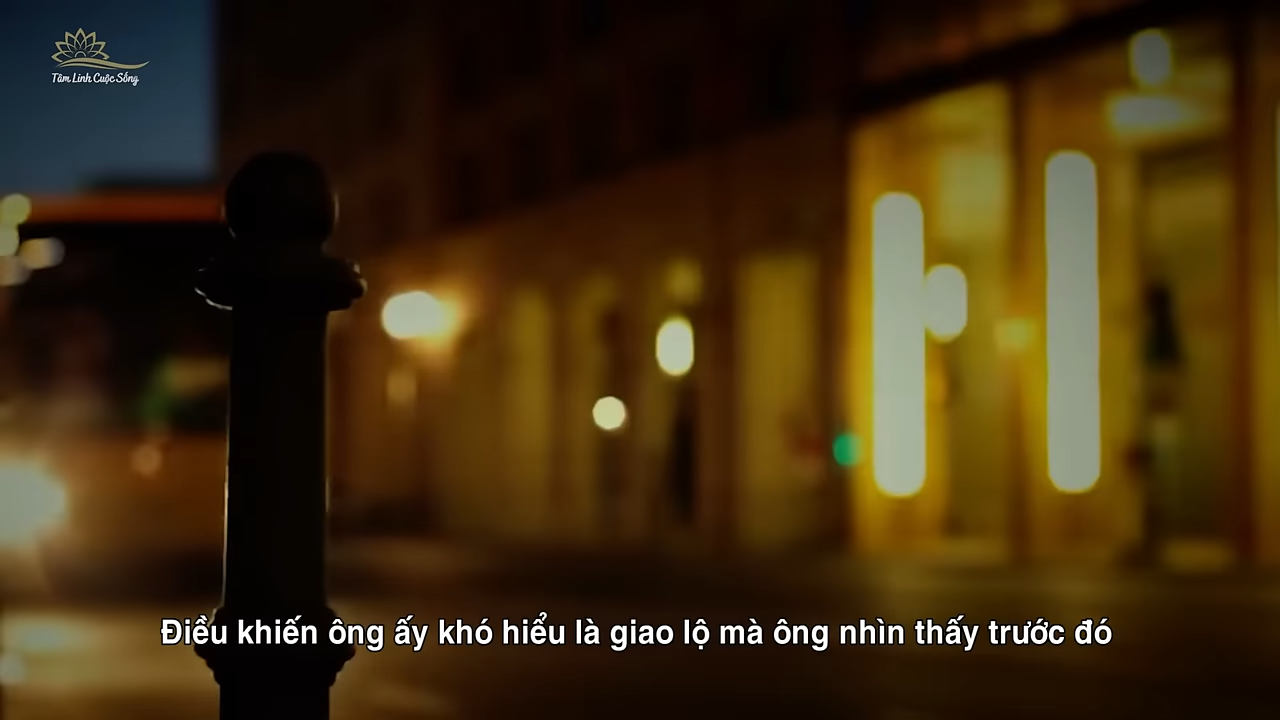 Tâm Linh Cuộc Sống
Điều khiến ông ấy khó hiểu là giao lộ mà ông nhìn thấy trước đó